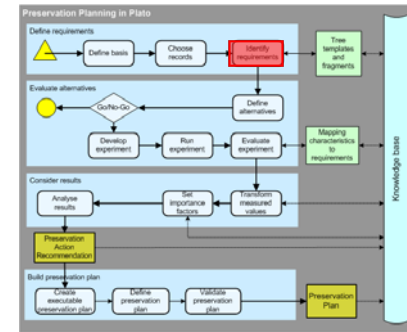 Preservation Planning in Plato
Define requirements
Define basis
Choose
records
Identify
requirements
Tree
templates
and
fragments
Evaluate alternatives
Go/No-Go
Define
alternatives
Develop
experiment
Run
experiment
Evaluate
experiment
Mapping
characteristics
to
requirements
Knowledge base
Consider results
Analyse
results
Set
importance
factors
Transform
measured
values
Preservation
Action
Recommendation
Build preservation plan
Create
executable
preservation plan
Define
preservation
plan
Validate
preservation
plan
Preservation
Plan